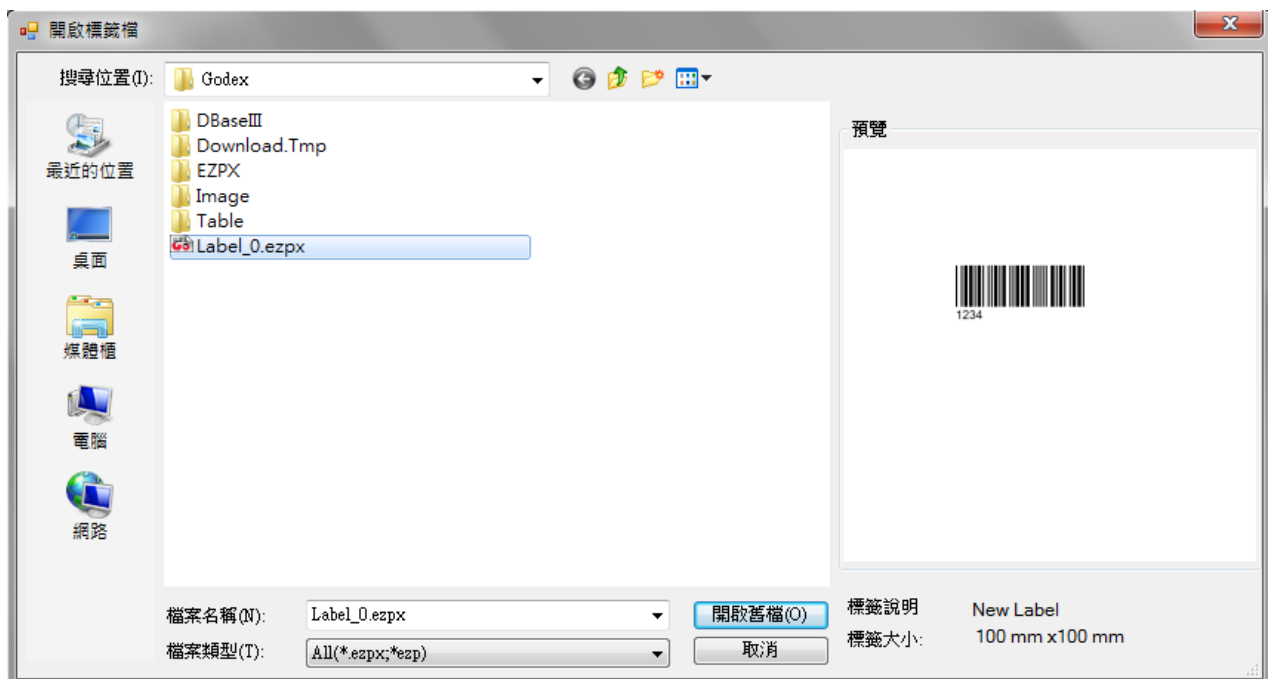 開啟標籤檔
搜尋位置(I):
Godex
最近的位置
桌面
媒體櫃
電腦
網路
DBaseⅢ
Download.Tmp
EZPX
Image
Table
Label_0.ezpx
預覽
1234
檔案名稱(N):
Label_0.ezpx
開啟舊檔(O)
檔案類型(T):
All(*.ezpx;*ezp)
取消
標籤說明
New Label
標籤大小:
100 mm x100 mm